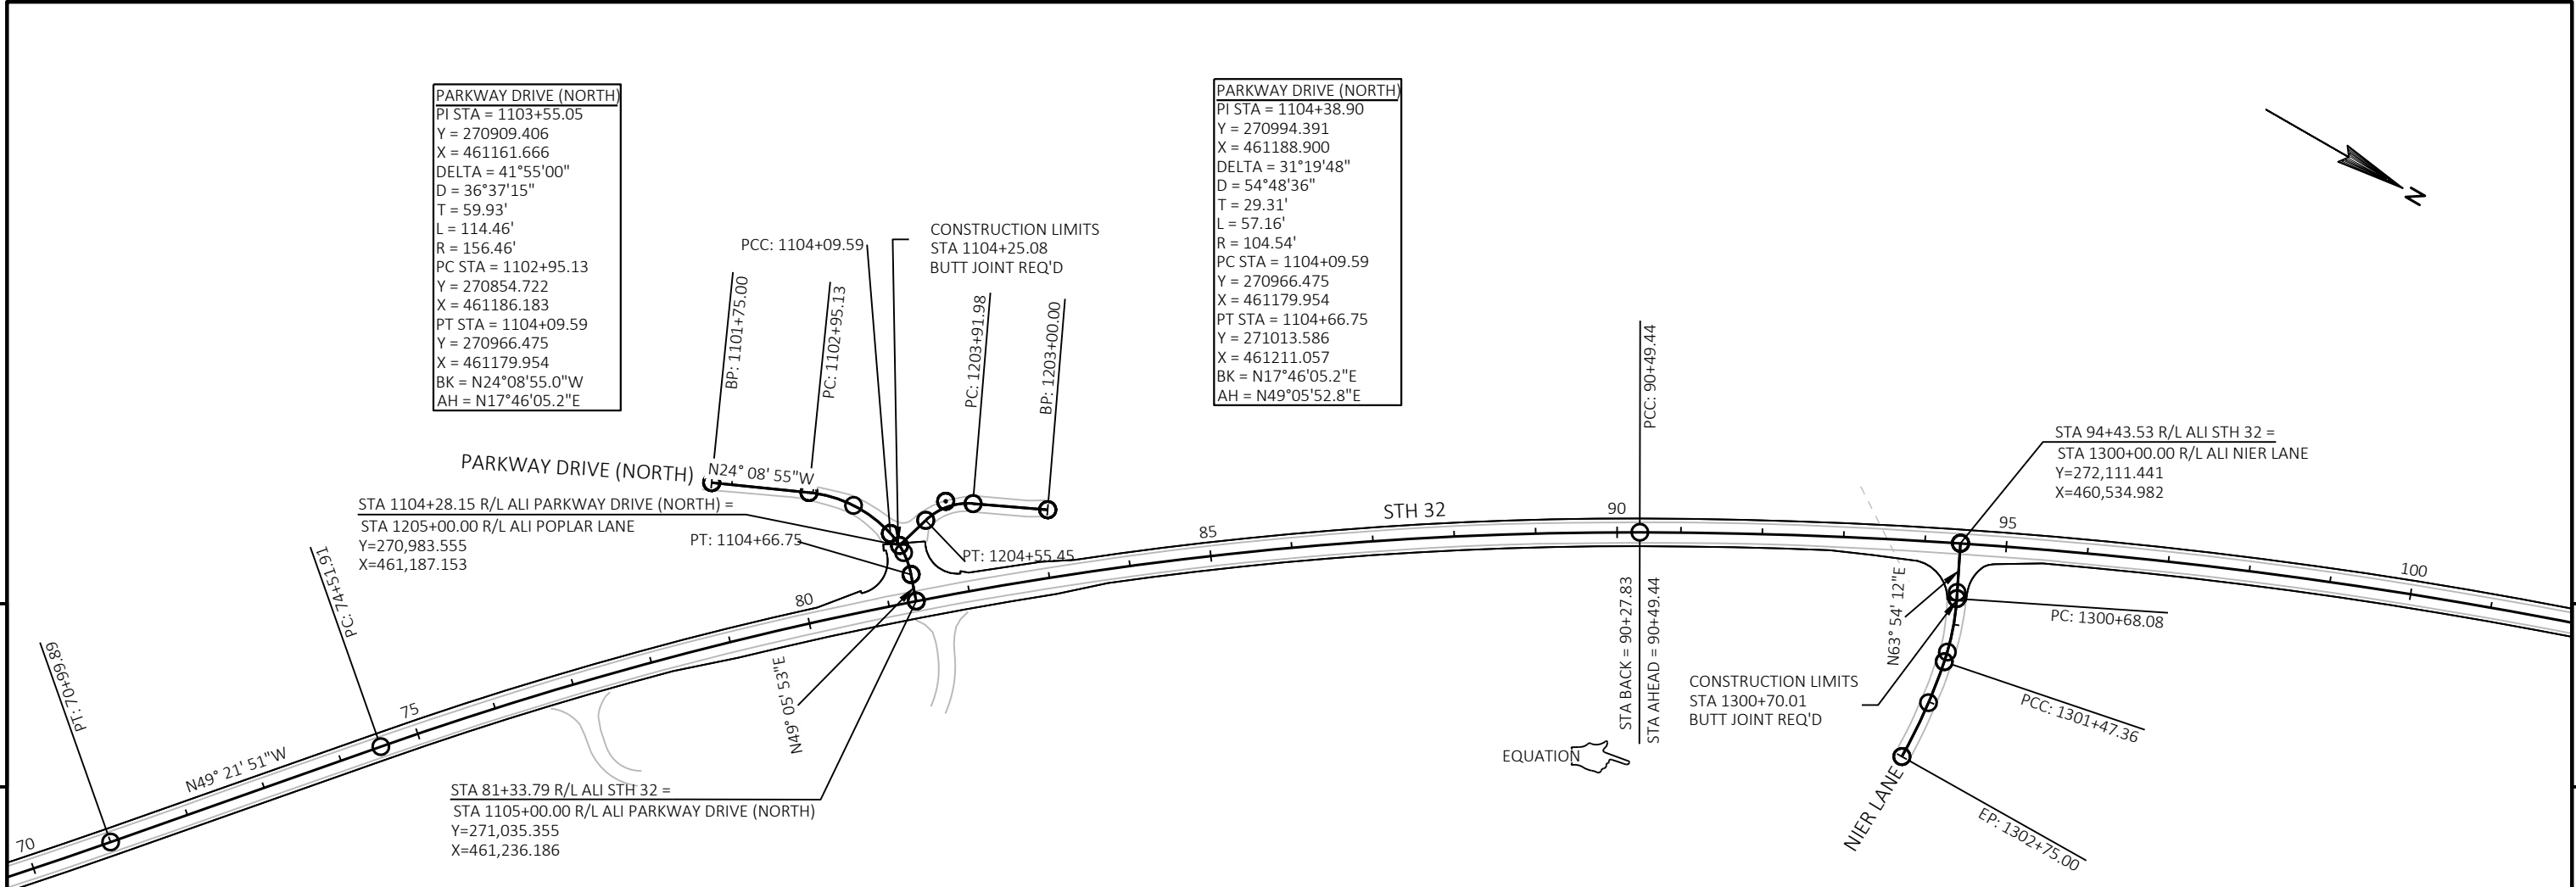 PARKWAY DRIVE (NORTH)
PI STA = 1103+55.05
Y = 270909.406
X = 461161.666
DELTA = 41°55'00"
D = 36°37'15"
T = 59.93'
L = 114.46'
R = 156.46'
PC STA = 1102+95.13
Y = 270854.722
X = 461186.183
PT STA = 1104+09.59
Y = 270966.475
X = 461179.954
BK = N24°08'55.0"W
AH = N17°46'05.2"E
PARKWAY DRIVE (NORTH)
PI STA = 1104+38.90
Y = 270994.391
X = 461188.900
DELTA = 31°19'48"
D = 54°48'36"
T = 29.31'
L = 57.16'
R = 104.54'
PC STA = 1104+09.59
Y = 270966.475
X = 461179.954
PT STA = 1104+66.75
Y = 271013.586
X = 461211.057
BK = N17°46'05.2"E
AH = N49°05'52.8"E
N
PCC: 1104+09.59
CONSTRUCTION LIMITS
STA 1104+25.08
BUTT JOINT REQ'D
BP: 1101+75.00
PC: 1102+95.13
PC: 1203+91.98
BP: 1203+00.00
PCC: 90+49.44
PARKWAY DRIVE (NORTH)
N24° 08' 55"W
STA 1104+28.15 R/L ALI PARKWAY DRIVE (NORTH) =
STA 1205+00.00 R/L ALI POPLAR LANE
Y=270,983.555
X=461,187.153
PT: 1104+66.75
PT: 1204+55.45
STH 32
STA 94+43.53 R/L ALI STH 32 =
STA 1300+00.00 R/L ALI NIER LANE
Y=272,111.441
X=460,534.982
70
75
80
85
90
95
100
PT: 70+99.89
PC: 74+51.91
N49° 21' 51"W
N49° 05' 53"E
STA 81+33.79 R/L ALI STH 32 =
STA 1105+00.00 R/L ALI PARKWAY DRIVE (NORTH)
Y=271,035.355
X=461,236.186
STA BACK = 90+27.83
STA AHEAD = 90+49.44
EQUATION
N63° 54' 12"E
CONSTRUCTION LIMITS
STA 1300+70.01
BUTT JOINT REQ'D
PC: 1300+68.08
PCC: 1301+47.36
EP: 1302+75.00
NIER LANE